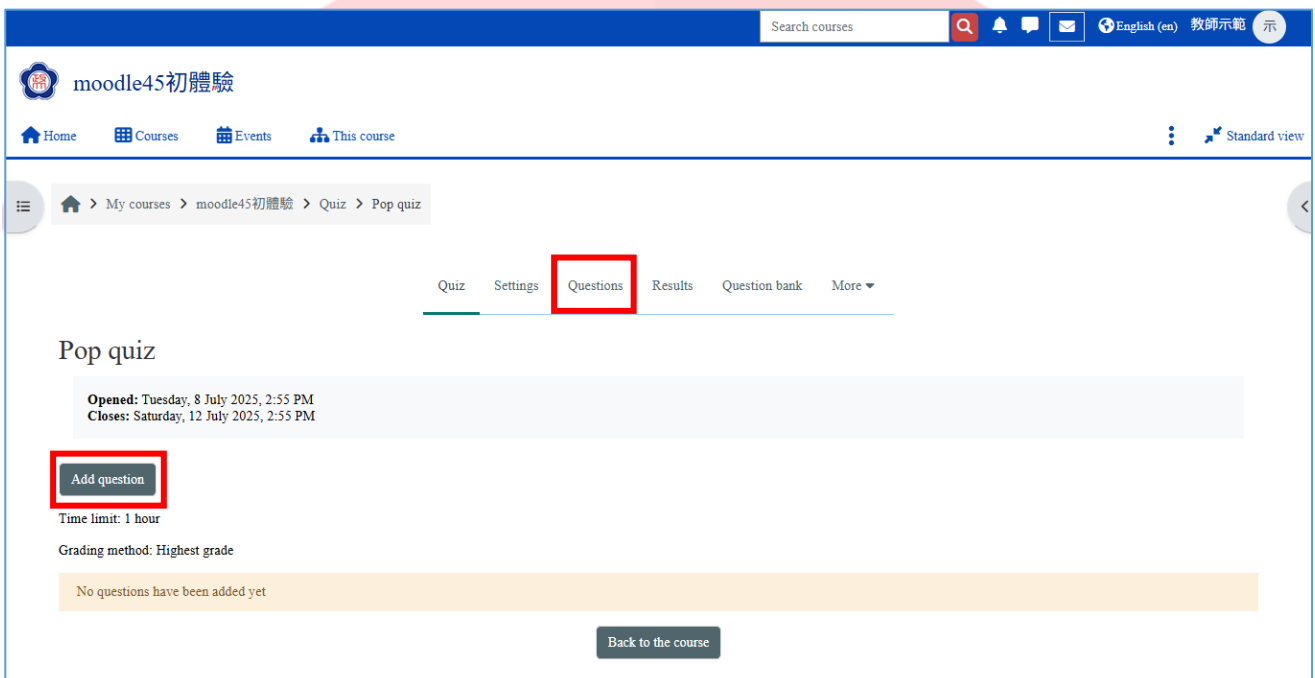 Search courses
English (en) 教師示範 示
moodle45初體驗
Home Courses Events This course
Standard view
My courses moodle45初體驗 Quiz Pop quiz
Quiz Settings Questions Results Question bank More
Pop quiz
Opened: Tuesday, 8 July 2025, 2:55 PM
Closes: Saturday, 12 July 2025, 2:55 PM
Add question
Time limit: 1 hour
Grading method: Highest grade
No questions have been added yet
Back to the course